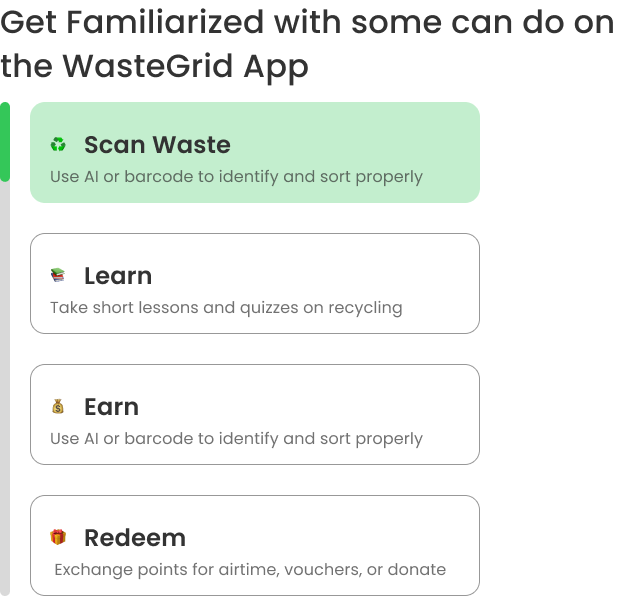 Get Familiarized with some can do on
the WasteGrid App
Scan Waste
Use AI or barcode to identify and sort properly
Learn
Take short lessons and quizzes on recycling
Earn
Use AI or barcode to identify and sort properly
Redeem
Exchange points for airtime, vouchers, or donate